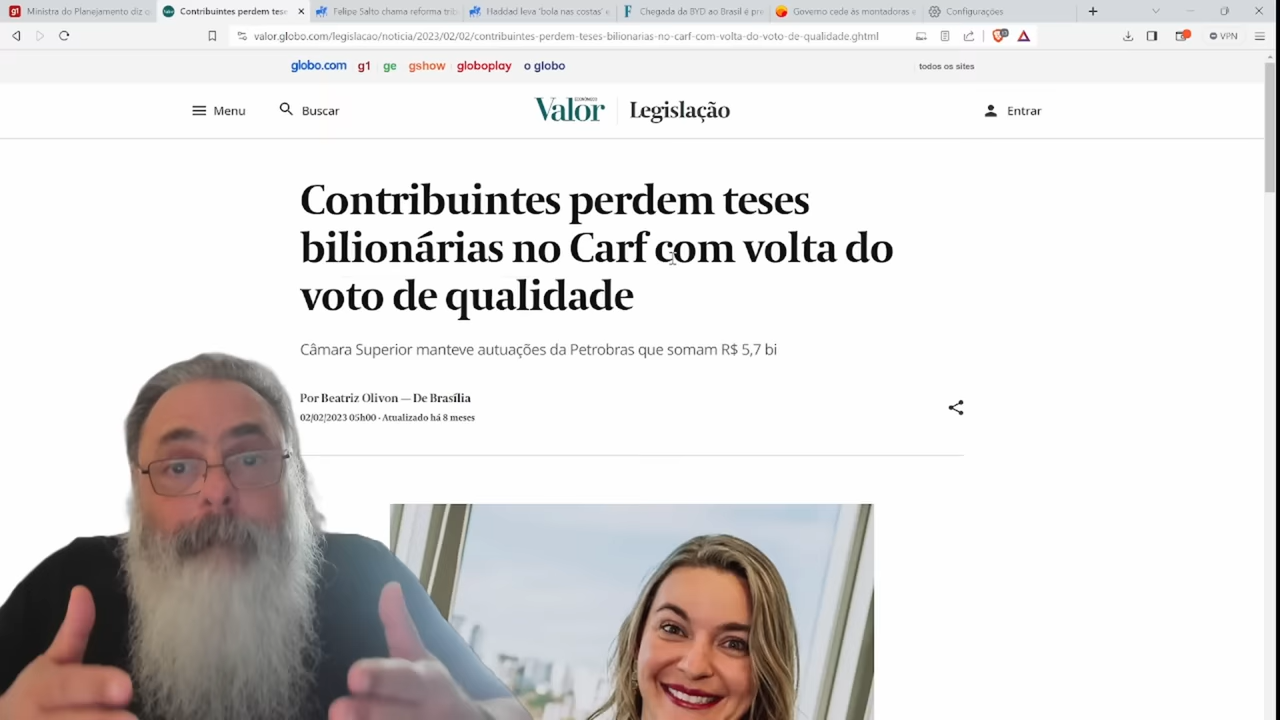 Ministra do Planejamento diz o
Contribuintes perdem tese
Felipe Salto chama reforma trib
Haddad leva 'bola nas costas' e
Chegada da BYD ao Brasil é pre
Governo cede às montadoras e
Configurações
valor.globo.com/legislacao/noticia/2023/02/02/contribuintes-perdem-teses-bilionarias-no-carf-com-volta-do-voto-de-qualidade.ghtml
VPN
globo.com g1 ge gshow globoplay o globo
todos os sites
Menu
Buscar
Valor ECONÔMICO
Legislação
Entrar
Contribuintes perdem teses
bilionárias no Carf com volta do
voto de qualidade
Câmara Superior manteve autuações da Petrobras que somam R$ 5,7 bi
Por Beatriz Olivon — De Brasília
02/02/2023 05h00 · Atualizado há 8 meses